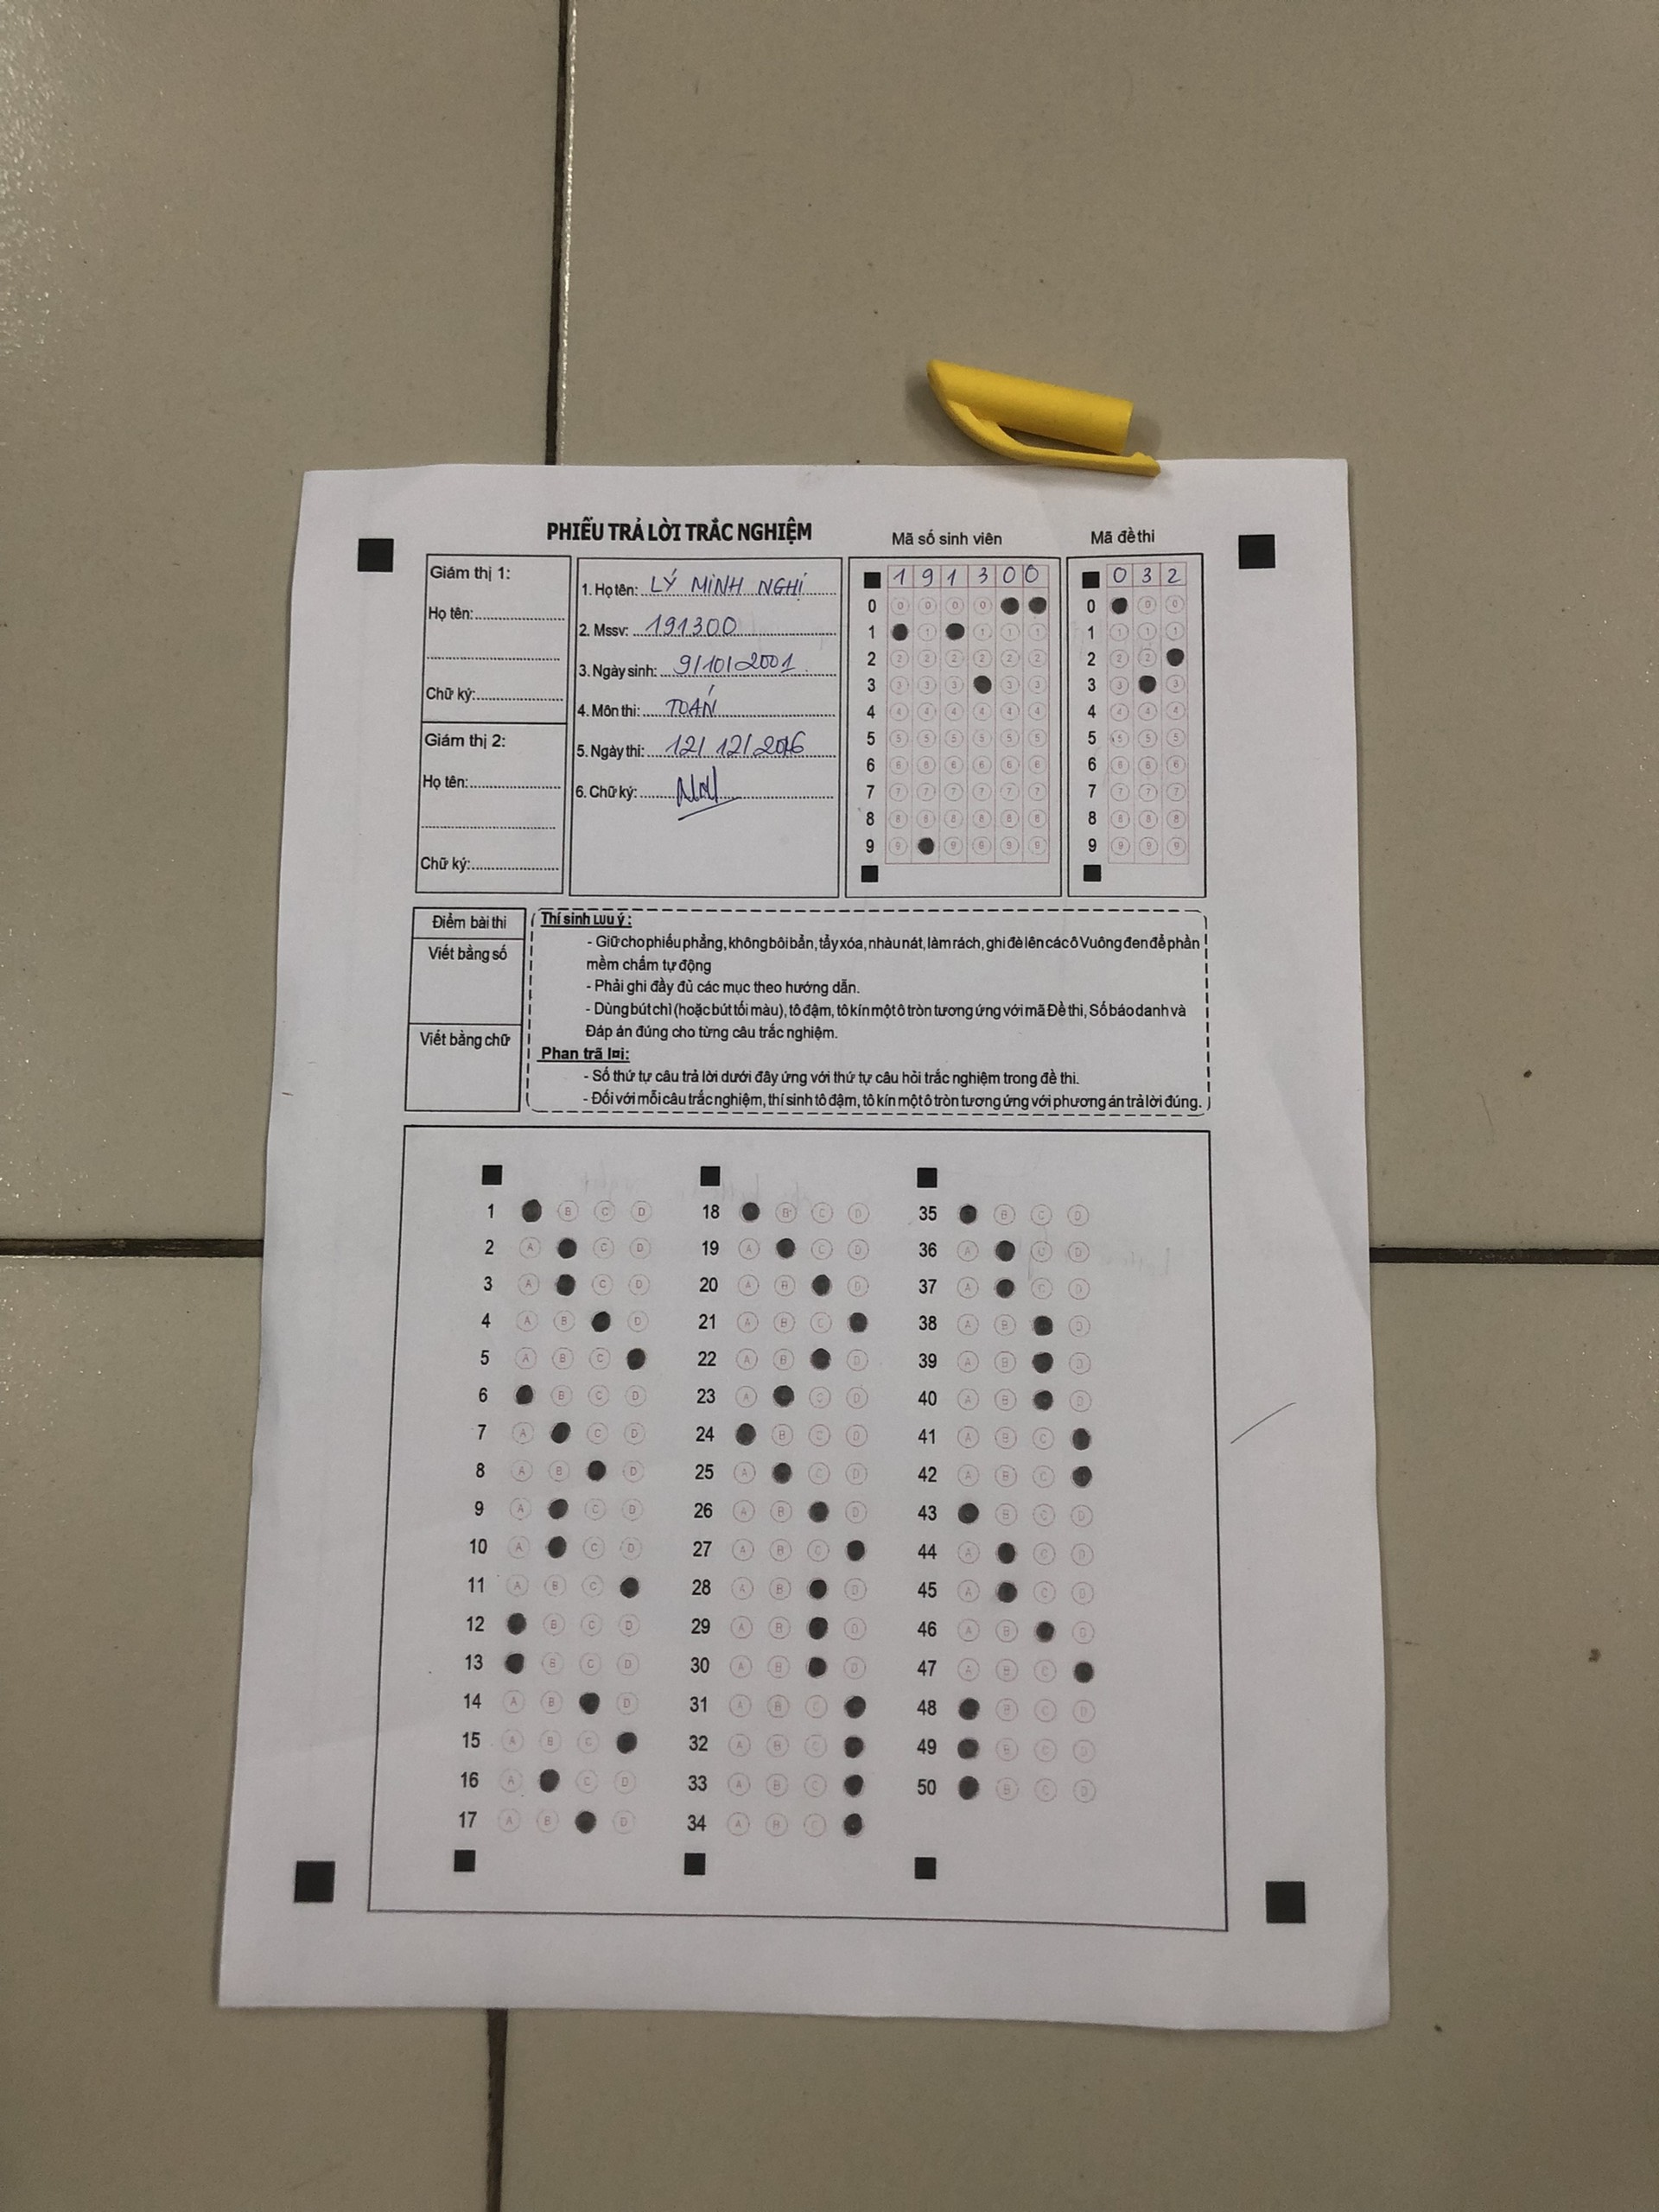 PHIẾU TRẢ LỜI TRẮC NGHIỆM
Mã số sinh viên
Mã đề thi
Giám thị 1:
Họ tên:
Chữ ký:
Giám thị 2:
Họ tên:
Chữ ký:
1. Họ tên: LÝ MINH NGHỊ
2. Mssv: 191300
3. Ngày sinh: 9/10/2001
4. Môn thi: TOÁN
5. Ngày thi: 12/12/2016
6. Chữ ký:
1 9 1 3 0 0
0 0 0 0 0
1 1 1 1 1
2 2 2 2 2 2 2
3 3 3 3 3 3
4 4 4 4 4 4 4
5 5 5 5 5 5 5
6 6 6 6 6 6 6
7 7 7 7 7 7 7
8 8 8 8 8 8 8
9 9 9 9 9 9
0 3 2
0 0 0
1 1 1 1
2 2 2
3 3 3
4 4 4 4
5 5 5 5
6 6 6 6
7 7 7 7
8 8 8 8
9 9 9 9
Điểm bài thi
Viết bằng số
Viết bằng chữ
Thí sinh Lưu ý :
- Giữ cho phiếu phẳng, không bôi bẩn, tẩy xóa, nhàu nát, làm rách, ghi đè lên các ô Vuông đen để phần
mềm chấm tự động
- Phải ghi đầy đủ các mục theo hướng dẫn.
- Dùng bút chì (hoặc bút tối màu), tô đậm, tô kín một ô tròn tương ứng với mã Đề thi, Số báo danh và
Đáp án đúng cho từng câu trắc nghiệm.
Phan trã lại:
- Số thứ tự câu trả lời dưới đây ứng với thứ tự câu hỏi trắc nghiệm trong đề thi.
- Đối với mỗi câu trắc nghiệm, thí sinh tô đậm, tô kín một ô tròn tương ứng với phương án trả lời đúng.
1 B C D
2 A C D
3 A C D
4 A B D
5 A B C
6 B C D
7 A C D
8 A B D
9 A C D
10 A C D
11 A B C
12 B C D
13 B C D
14 A B D
15 A B C
16 A C D
17 A B D
18 B C D
19 A C D
20 A B D
21 A B C
22 A B D
23 A C D
24 B C D
25 A C D
26 A B D
27 A B C
28 A B D
29 A B D
30 A B D
31 A B C
32 A B C
33 A B C
34 A B C
35 B C D
36 A C D
37 A C D
38 A B D
39 A B D
40 A B D
41 A B C
42 A B C
43 B C D
44 A C D
45 A C D
46 A B D
47 A B C
48 B C D
49 B C D
50 B C D